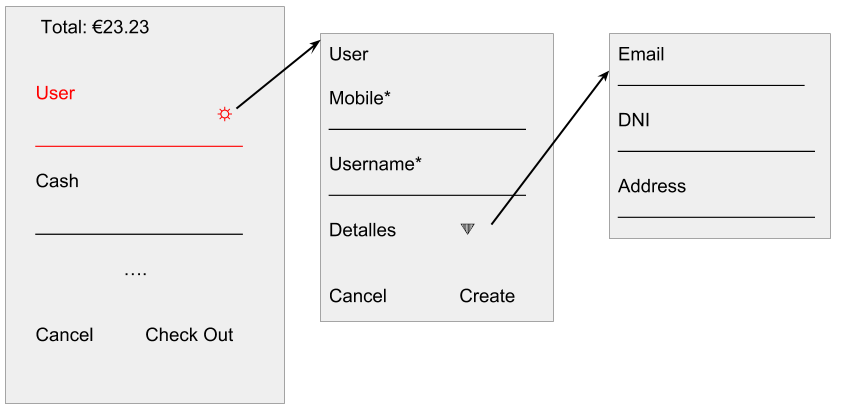 Total: €23.23
User
Cash
....
Cancel Check Out
User
Mobile*
Username*
Detalles
Cancel Create
Email
DNI
Address